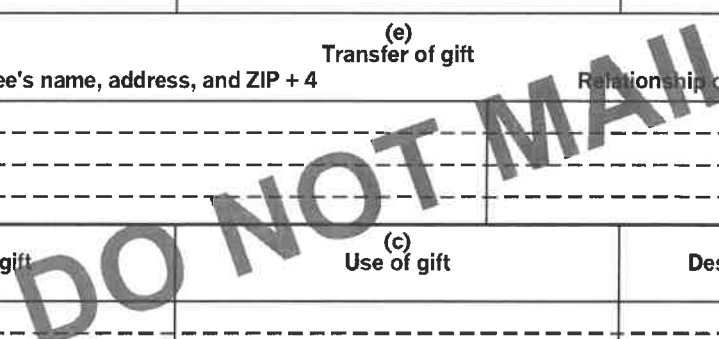 (e)
Transfer of gift
ee's name, address, and ZIP + 4
Relationship
DO NOT MAIL
(c)
gift
Use of gift
Des